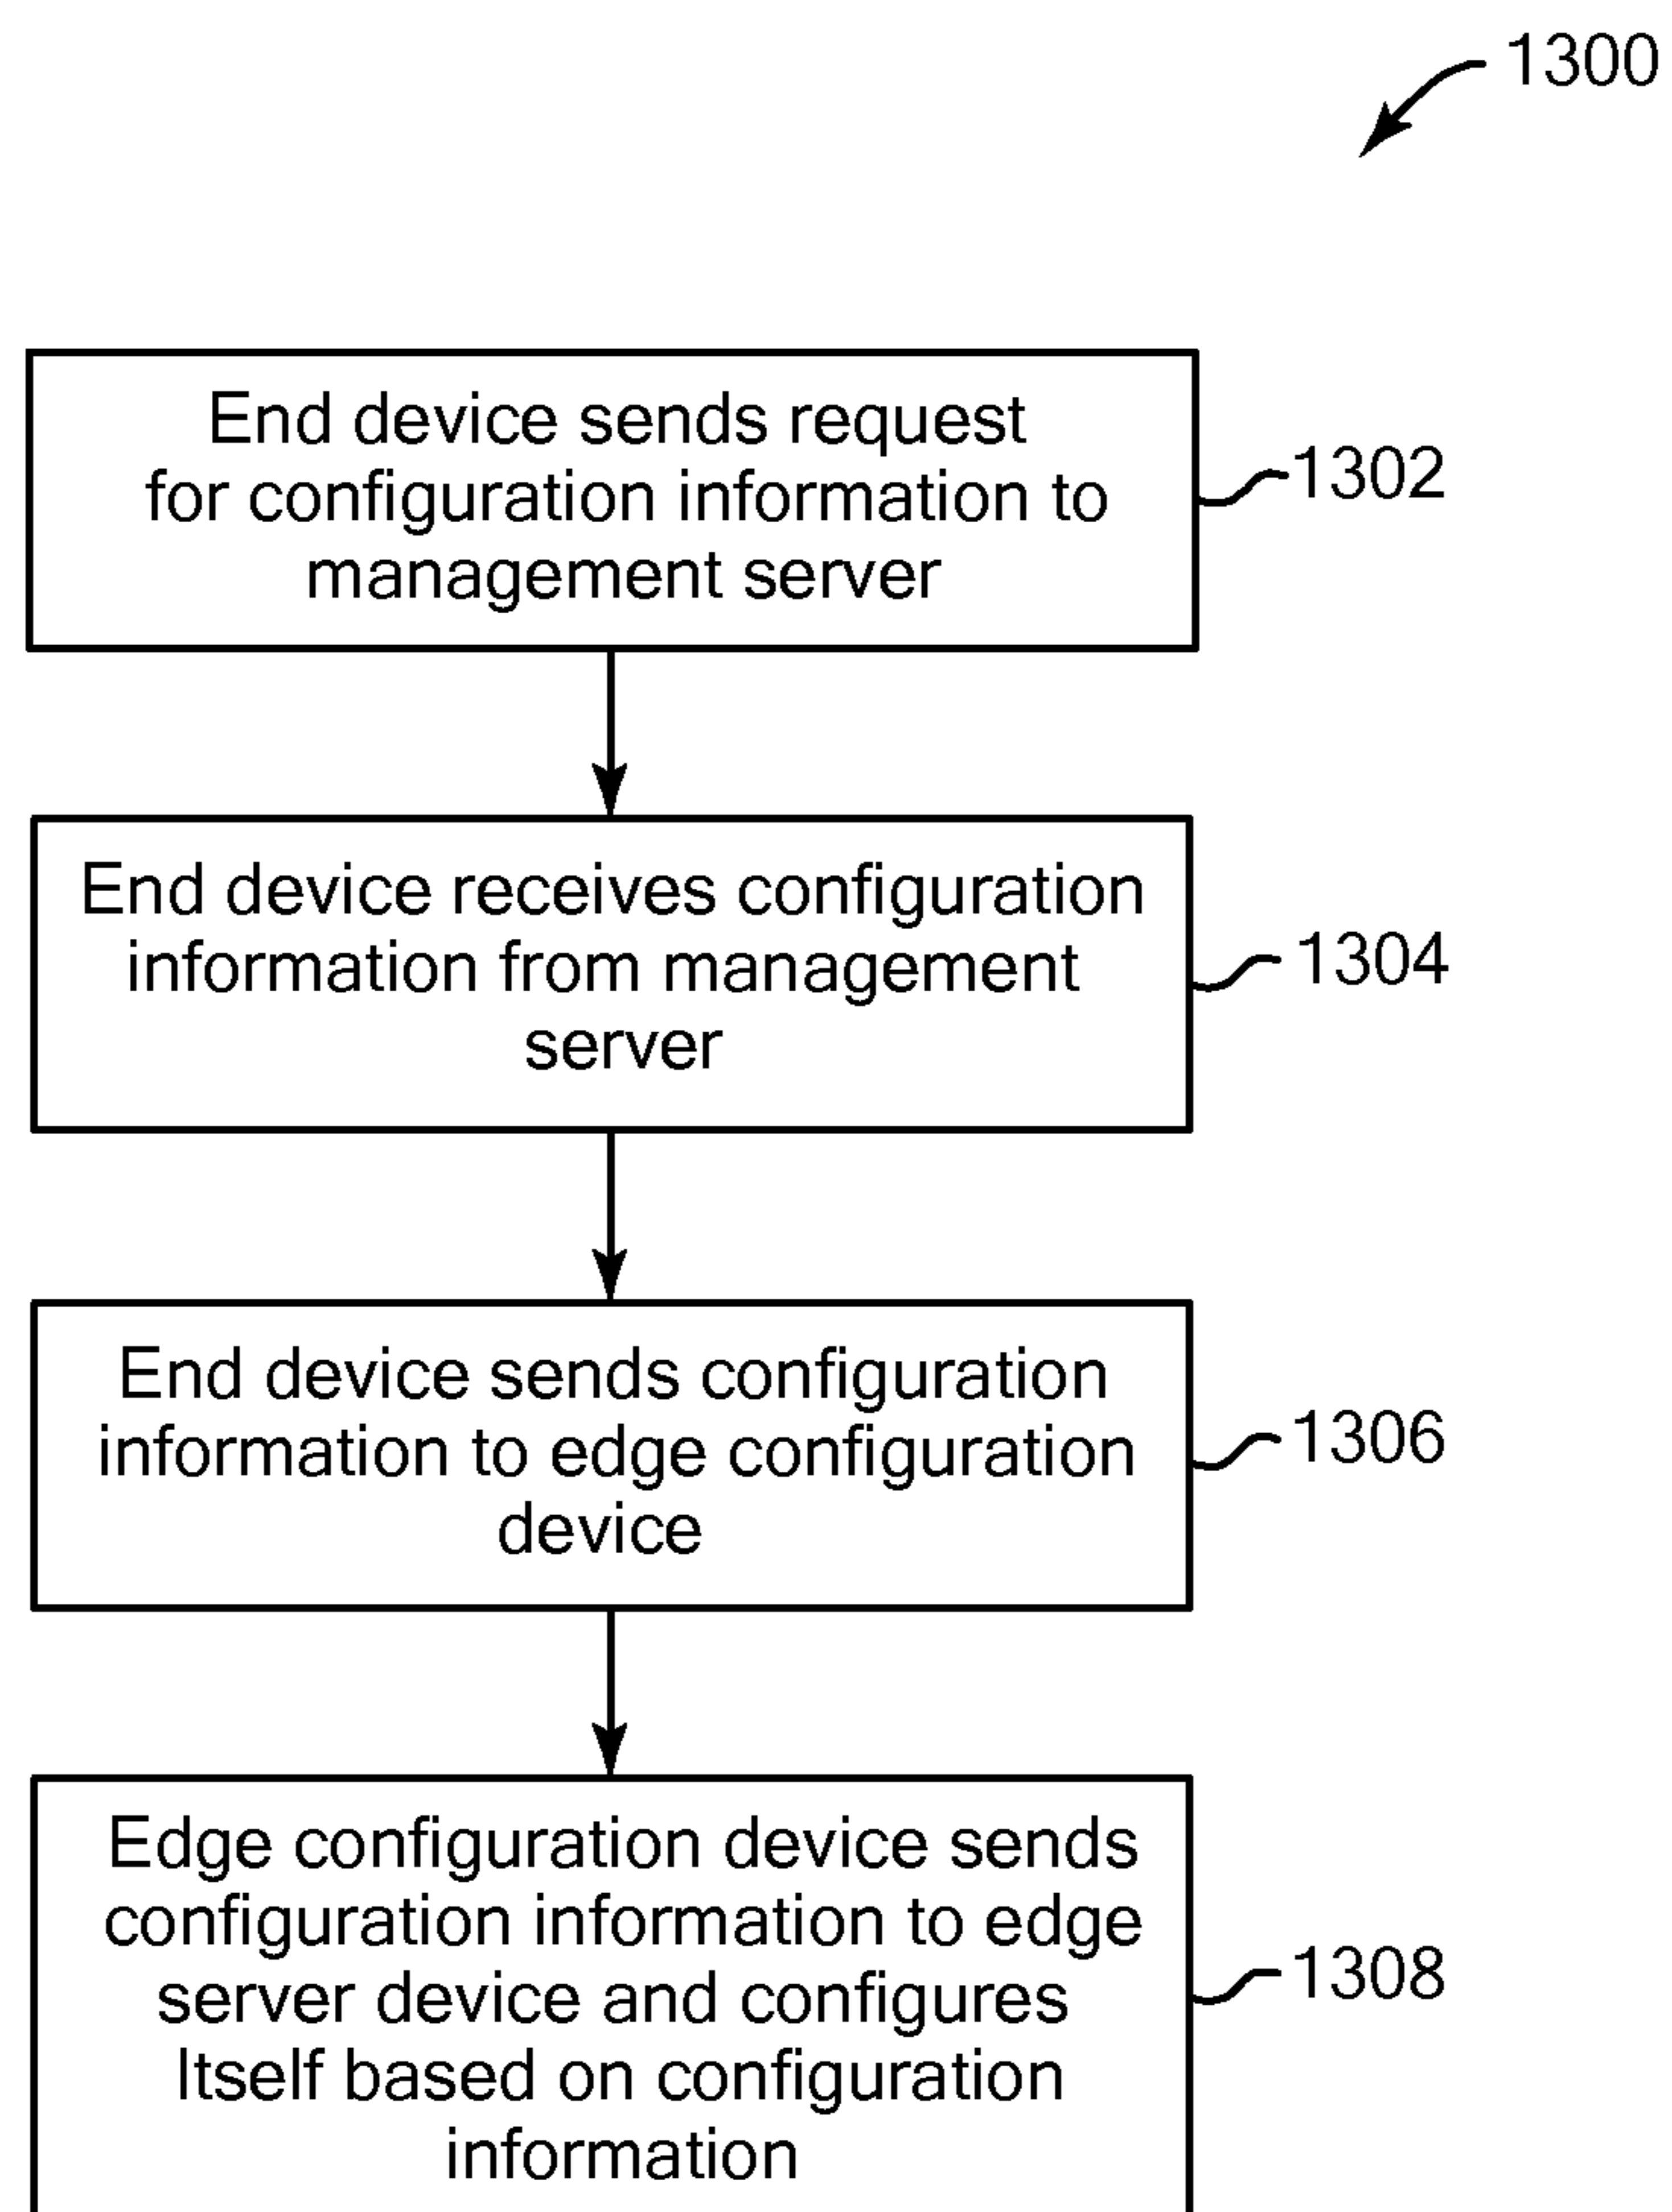 1300
End device sends request
for configuration information to
management server
1302
End device receives configuration
information from management
server
1304
End device sends configuration
information to edge configuration
device
1306
Edge configuration device sends
configuration information to edge
server device and configures
Itself based on configuration
information
1308